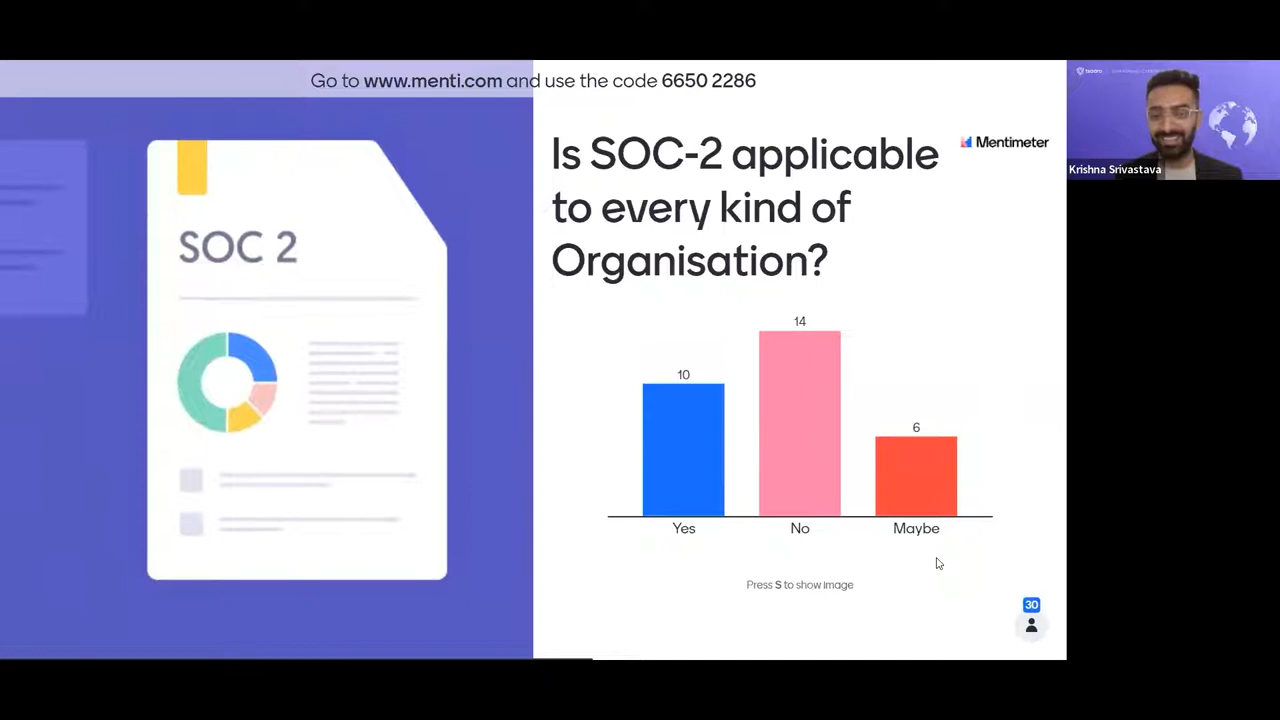 Go to www.menti.com and use the code 6650 2286
SOC 2
Is SOC-2 applicable
to every kind of
Organisation?
Mentimeter
tsaaro
Krishna Srivastava
14
10
6
Yes
No
Maybe
Press S to show image
30